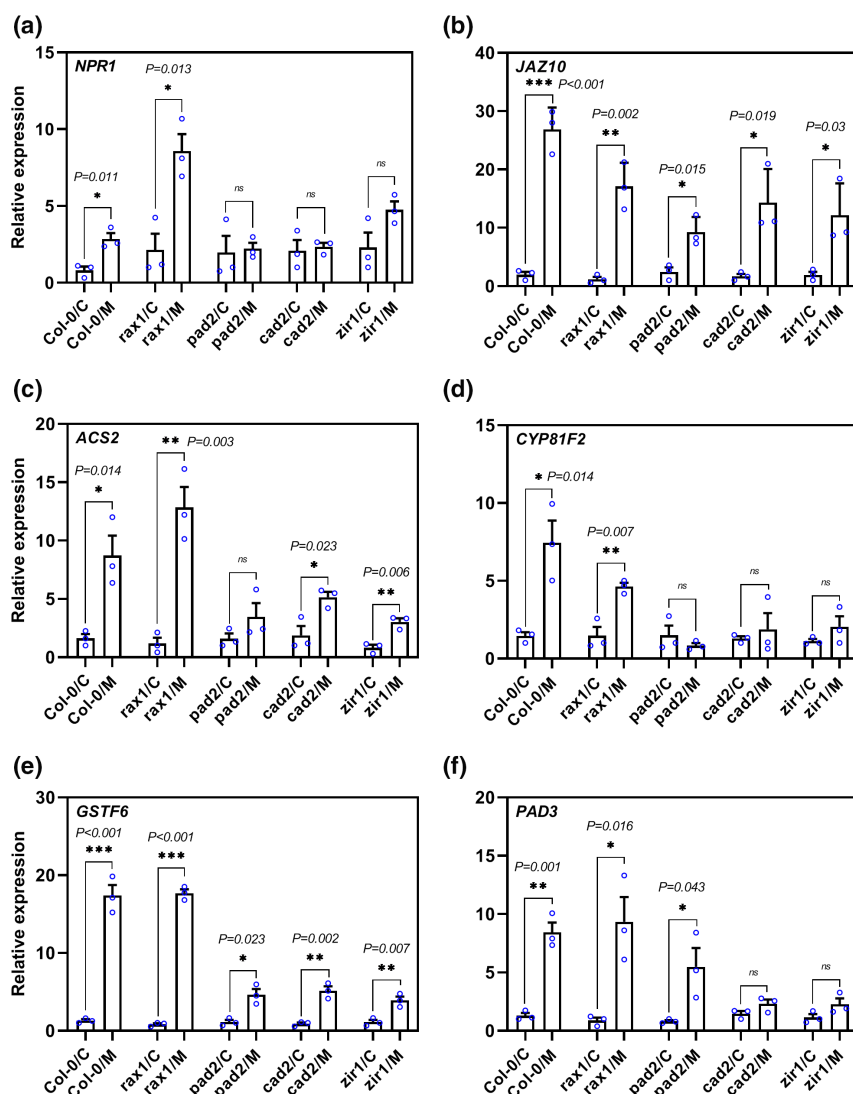 (a)
NPR1
Relative expression
15
10
5
0
P=0.011
*
P=0.013
*
ns
ns
ns
Col-0/C
Col-0/M
rax1/C
rax1/M
pad2/C
pad2/M
cad2/C
cad2/M
zir1/C
zir1/M
(b)
JAZ10
40
30
20
10
0
*** P<0.001
P=0.002
**
P=0.015
*
P=0.019
*
P=0.03
*
Col-0/C
Col-0/M
rax1/C
rax1/M
pad2/C
pad2/M
cad2/C
cad2/M
zir1/C
zir1/M
(c)
ACS2
Relative expression
20
15
10
5
0
P=0.014
*
** P=0.003
ns
P=0.023
*
P=0.006
**
Col-0/C
Col-0/M
rax1/C
rax1/M
pad2/C
pad2/M
cad2/C
cad2/M
zir1/C
zir1/M
(d)
CYP81F2
15
10
5
0
* P=0.014
P=0.007
**
ns
ns
ns
Col-0/C
Col-0/M
rax1/C
rax1/M
pad2/C
pad2/M
cad2/C
cad2/M
zir1/C
zir1/M
(e)
GSTF6
Relative expression
30
20
10
0
P<0.001
***
P<0.001
***
P=0.023
*
P=0.002
**
P=0.007
**
Col-0/C
Col-0/M
rax1/C
rax1/M
pad2/C
pad2/M
cad2/C
cad2/M
zir1/C
zir1/M
(f)
PAD3
20
15
10
5
0
P=0.001
**
P=0.016
*
P=0.043
*
ns
ns
Col-0/C
Col-0/M
rax1/C
rax1/M
pad2/C
pad2/M
cad2/C
cad2/M
zir1/C
zir1/M